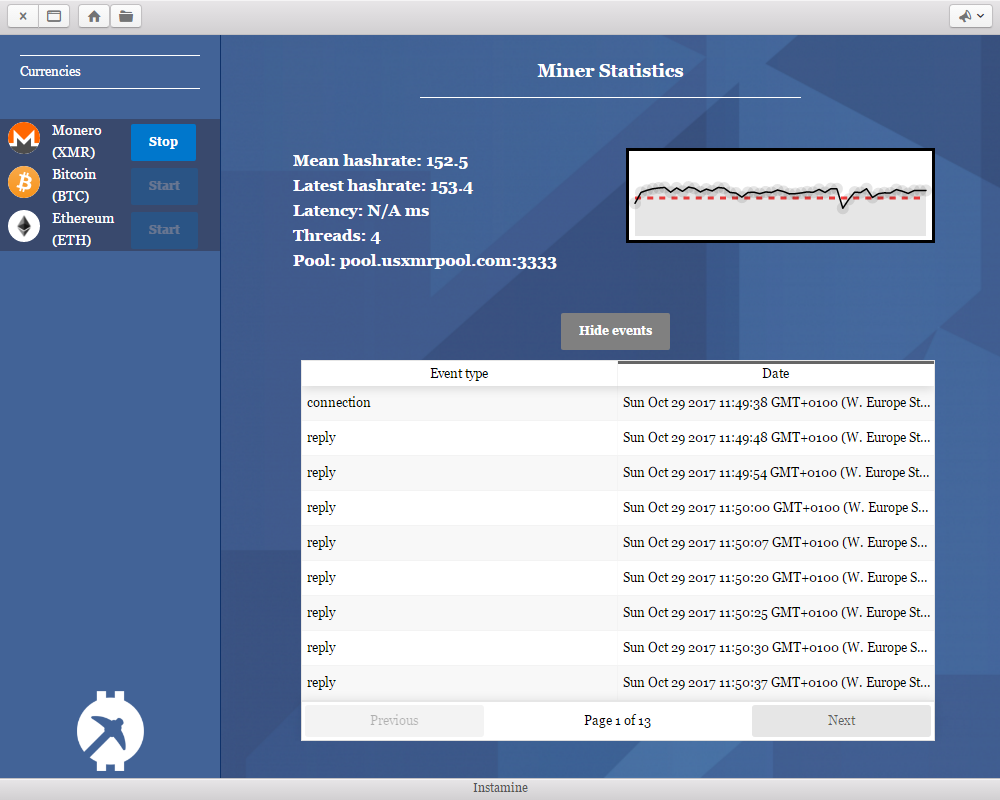 Currencies
Monero
(XMR)
Stop
Bitcoin
(BTC)
Start
Ethereum
(ETH)
Start
Miner Statistics
Mean hashrate: 152.5
Latest hashrate: 153.4
Latency: N/A ms
Threads: 4
Pool: pool.usxmrpool.com:3333
Hide events
Event type Date
connection Sun Oct 29 2017 11:49:38 GMT+0100 (W. Europe St...
reply Sun Oct 29 2017 11:49:48 GMT+0100 (W. Europe St...
reply Sun Oct 29 2017 11:49:54 GMT+0100 (W. Europe St...
reply Sun Oct 29 2017 11:50:00 GMT+0100 (W. Europe S...
reply Sun Oct 29 2017 11:50:07 GMT+0100 (W. Europe S...
reply Sun Oct 29 2017 11:50:20 GMT+0100 (W. Europe S...
reply Sun Oct 29 2017 11:50:25 GMT+0100 (W. Europe St...
reply Sun Oct 29 2017 11:50:30 GMT+0100 (W. Europe S...
reply Sun Oct 29 2017 11:50:37 GMT+0100 (W. Europe St...
Previous Page 1 of 13 Next
Instamine